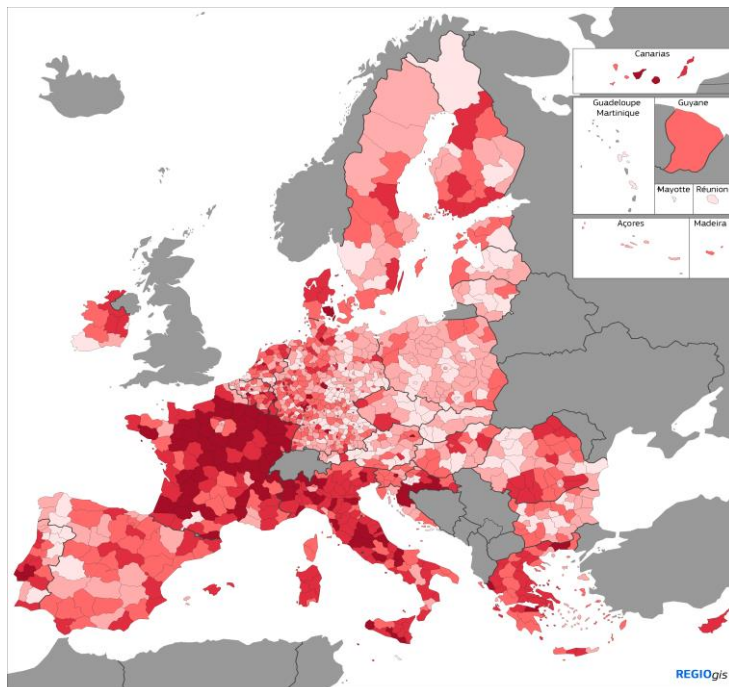 Canarias
Guadeloupe
Martinique
Guyane
Mayotte
Réunion
Açores
Madeira
REGIOgis